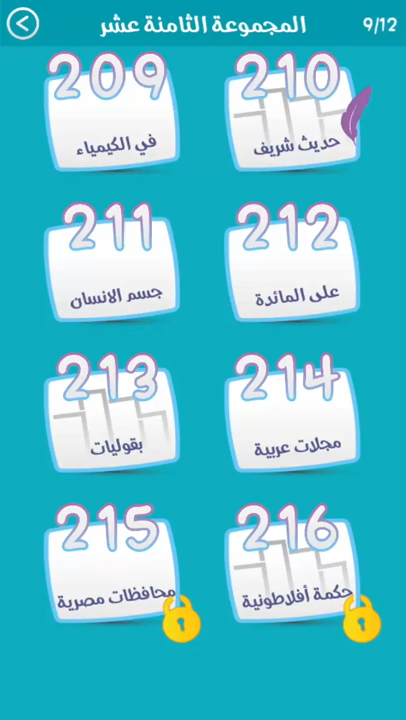 المجموعة الثامنة عشر
9/12
209
في الكيمياء
210
حديث شريف
211
جسم الانسان
212
على المائدة
213
بقوليات
214
مجلات عربية
215
محافظات مصرية
216
حكمة أفلاطونية